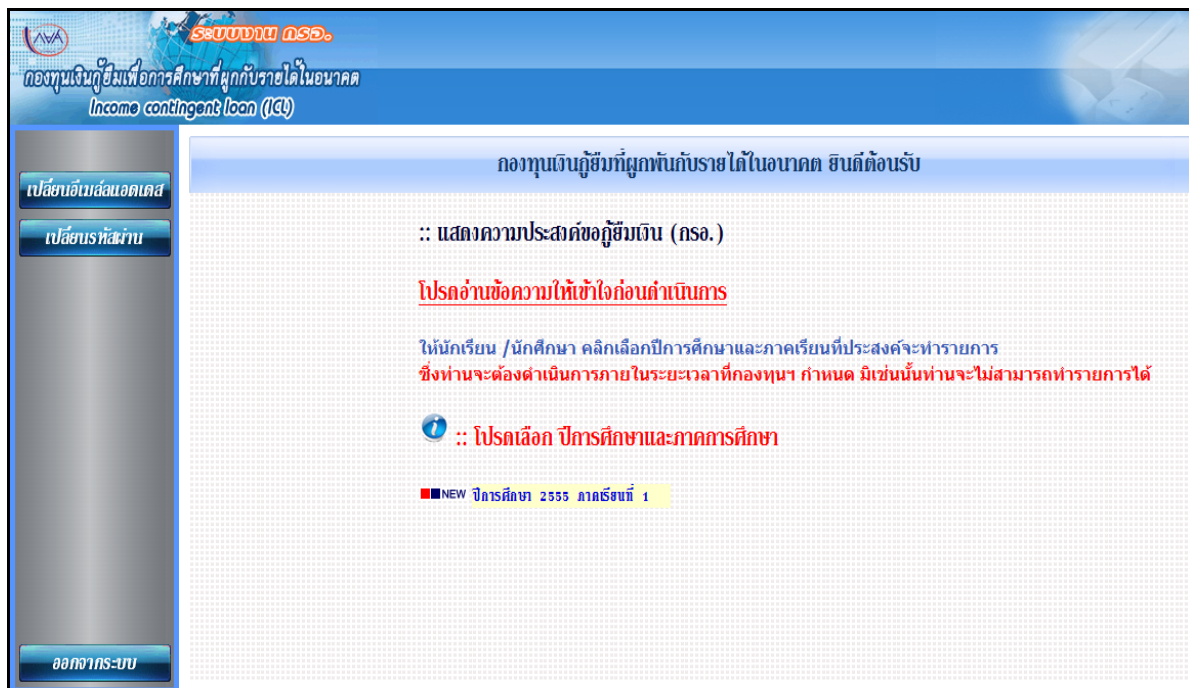 ระบบงาน กรอ.
กองทุนเงินกู้ยืมเพื่อการศึกษาที่ผูกกับรายได้ในอนาคต
Income contingent loan (ICL)
กองทุนเงินกู้ยืมที่ผูกพันกับรายได้ในอนาคต ยินดีต้อนรับ
เปลี่ยนอีเมล์แอดเดส
เปลี่ยนรหัสผ่าน
:: แสดงความประสงค์ขอกู้ยืมเงิน (กรอ.)
โปรดอ่านข้อความให้เข้าใจก่อนดำเนินการ
ให้นักเรียน /นักศึกษา คลิกเลือกปีการศึกษาและภาคเรียนที่ประสงค์จะทำรายการ
ซึ่งท่านจะต้องดำเนินการภายในระยะเวลาที่กองทุนฯ กำหนด มิเช่นนั้นท่านจะไม่สามารถทำรายการได้
:: โปรดเลือก ปีการศึกษาและภาคการศึกษา
NEW ปีการศึกษา 2555 ภาคเรียนที่ 1
ออกจากระบบ